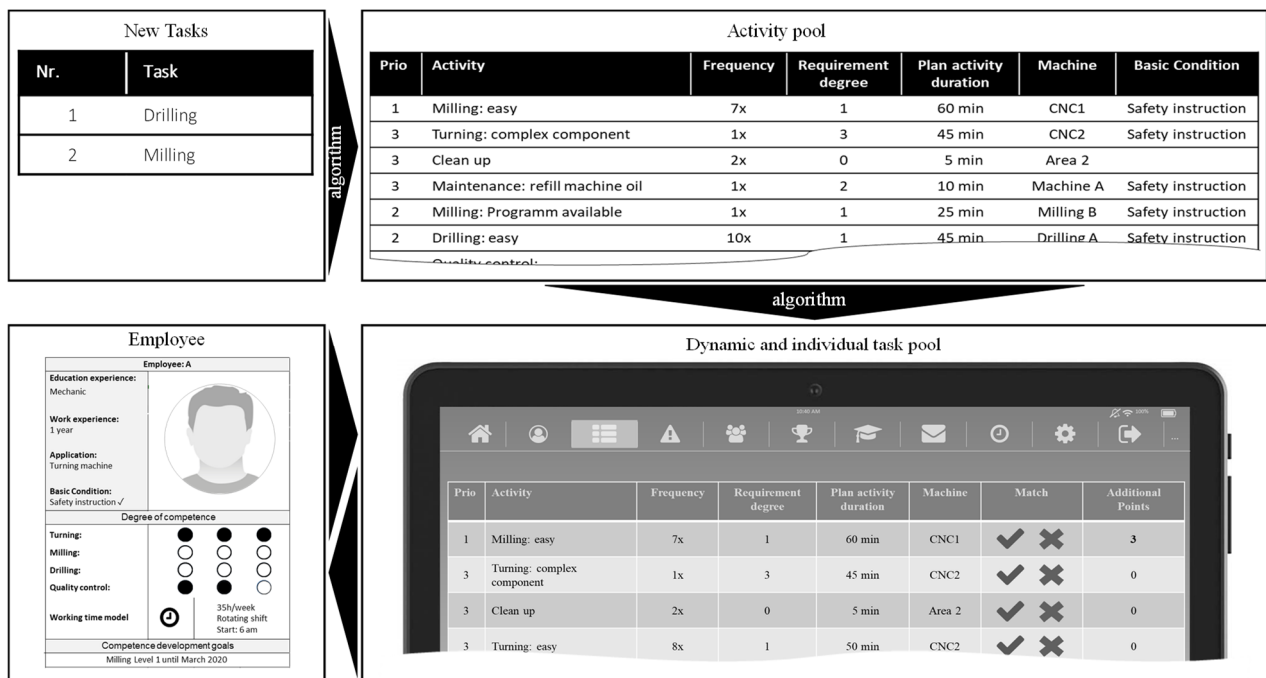 New Tasks
Nr. Task
1 Drilling
2 Milling
algorithm
Activity pool
Prio Activity Frequency Requirement degree Plan activity duration Machine Basic Condition
1 Milling: easy 7x 1 60 min CNC1 Safety instruction
3 Turning: complex component 1x 3 45 min CNC2 Safety instruction
3 Clean up 2x 0 5 min Area 2
3 Maintenance: refill machine oil 1x 2 10 min Machine A Safety instruction
2 Milling: Programm available 1x 1 25 min Milling B Safety instruction
2 Drilling: easy 10x 1 45 min Drilling A Safety instruction
Quality control:
algorithm
Employee
Employee: A
Education experience:
Mechanic
Work experience:
1 year
Application:
Turning machine
Basic Condition:
Safety instruction ✓
Degree of competence
Turning:
Milling:
Drilling:
Quality control:
Working time model
35h/week
Rotating shift
Start: 6 am
Competence development goals
Milling Level 1 until March 2020
Dynamic and individual task pool
10:40 AM 100%
...
Prio Activity Frequency Requirement degree Plan activity duration Machine Match Additional Points
1 Milling: easy 7x 1 60 min CNC1 3
3 Turning: complex component 1x 3 45 min CNC2 0
3 Clean up 2x 0 5 min Area 2 0
3 Turning: easy 8x 1 50 min CNC2 0